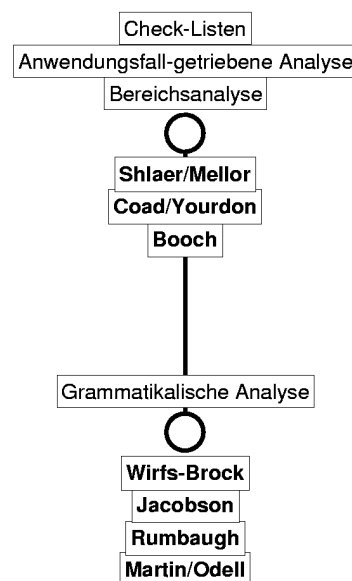 Check-Listen
Anwendungsfall-getriebene Analyse
Bereichsanalyse
Shlaer/Mellor
Coad/Yourdon
Booch
Grammatikalische Analyse
Wirfs-Brock
Jacobson
Rumbaugh
Martin/Odell